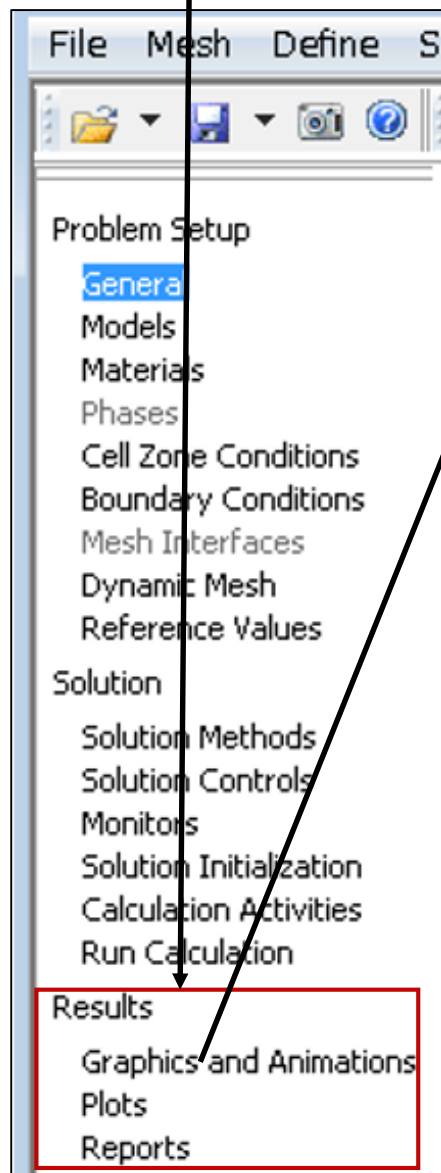 File Mesh Define S
Problem Setup
General
Models
Materials
Phases
Cell Zone Conditions
Boundary Conditions
Mesh Interfaces
Dynamic Mesh
Reference Values
Solution
Solution Methods
Solution Controls
Monitors
Solution Initialization
Calculation Activities
Run Calculation
Results
Graphics and Animations
Plots
Reports